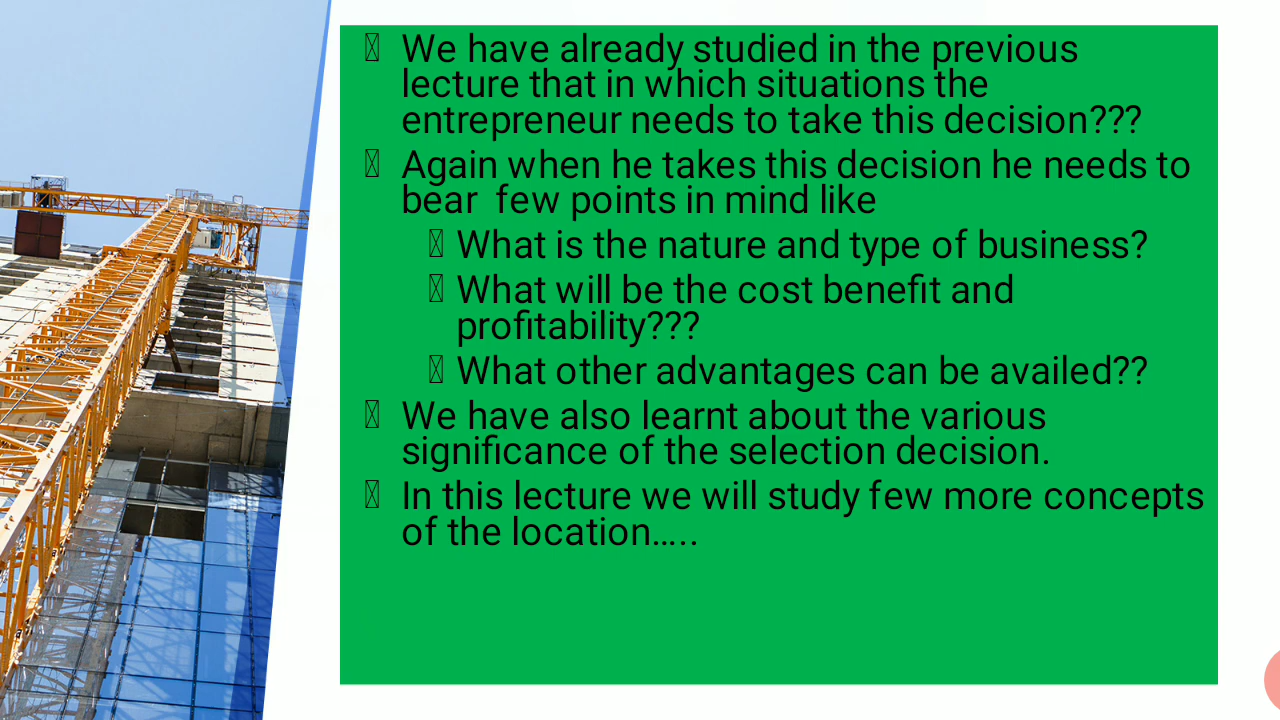 We have already studied in the previous
lecture that in which situations the
entrepreneur needs to take this decision???
Again when he takes this decision he needs to
bear  few points in mind like
What is the nature and type of business?
What will be the cost benefit and
profitability???
What other advantages can be availed??
We have also learnt about the various
significance of the selection decision.
In this lecture we will study few more concepts
of the location…..